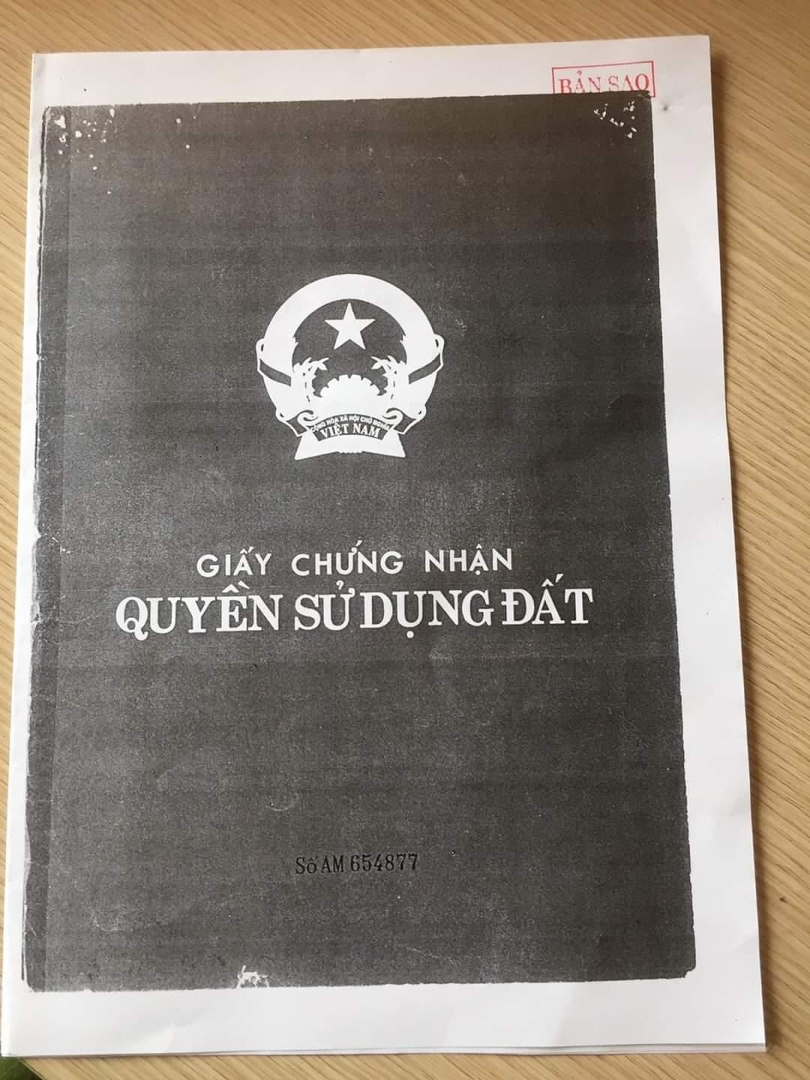 BẢN SAO
CỘNG HÒA XÃ HỘI CHỦ NGHĨA
VIỆT NAM
GIẤY CHỨNG NHẬN
QUYỀN SỬ DỤNG ĐẤT
Số AM 654877